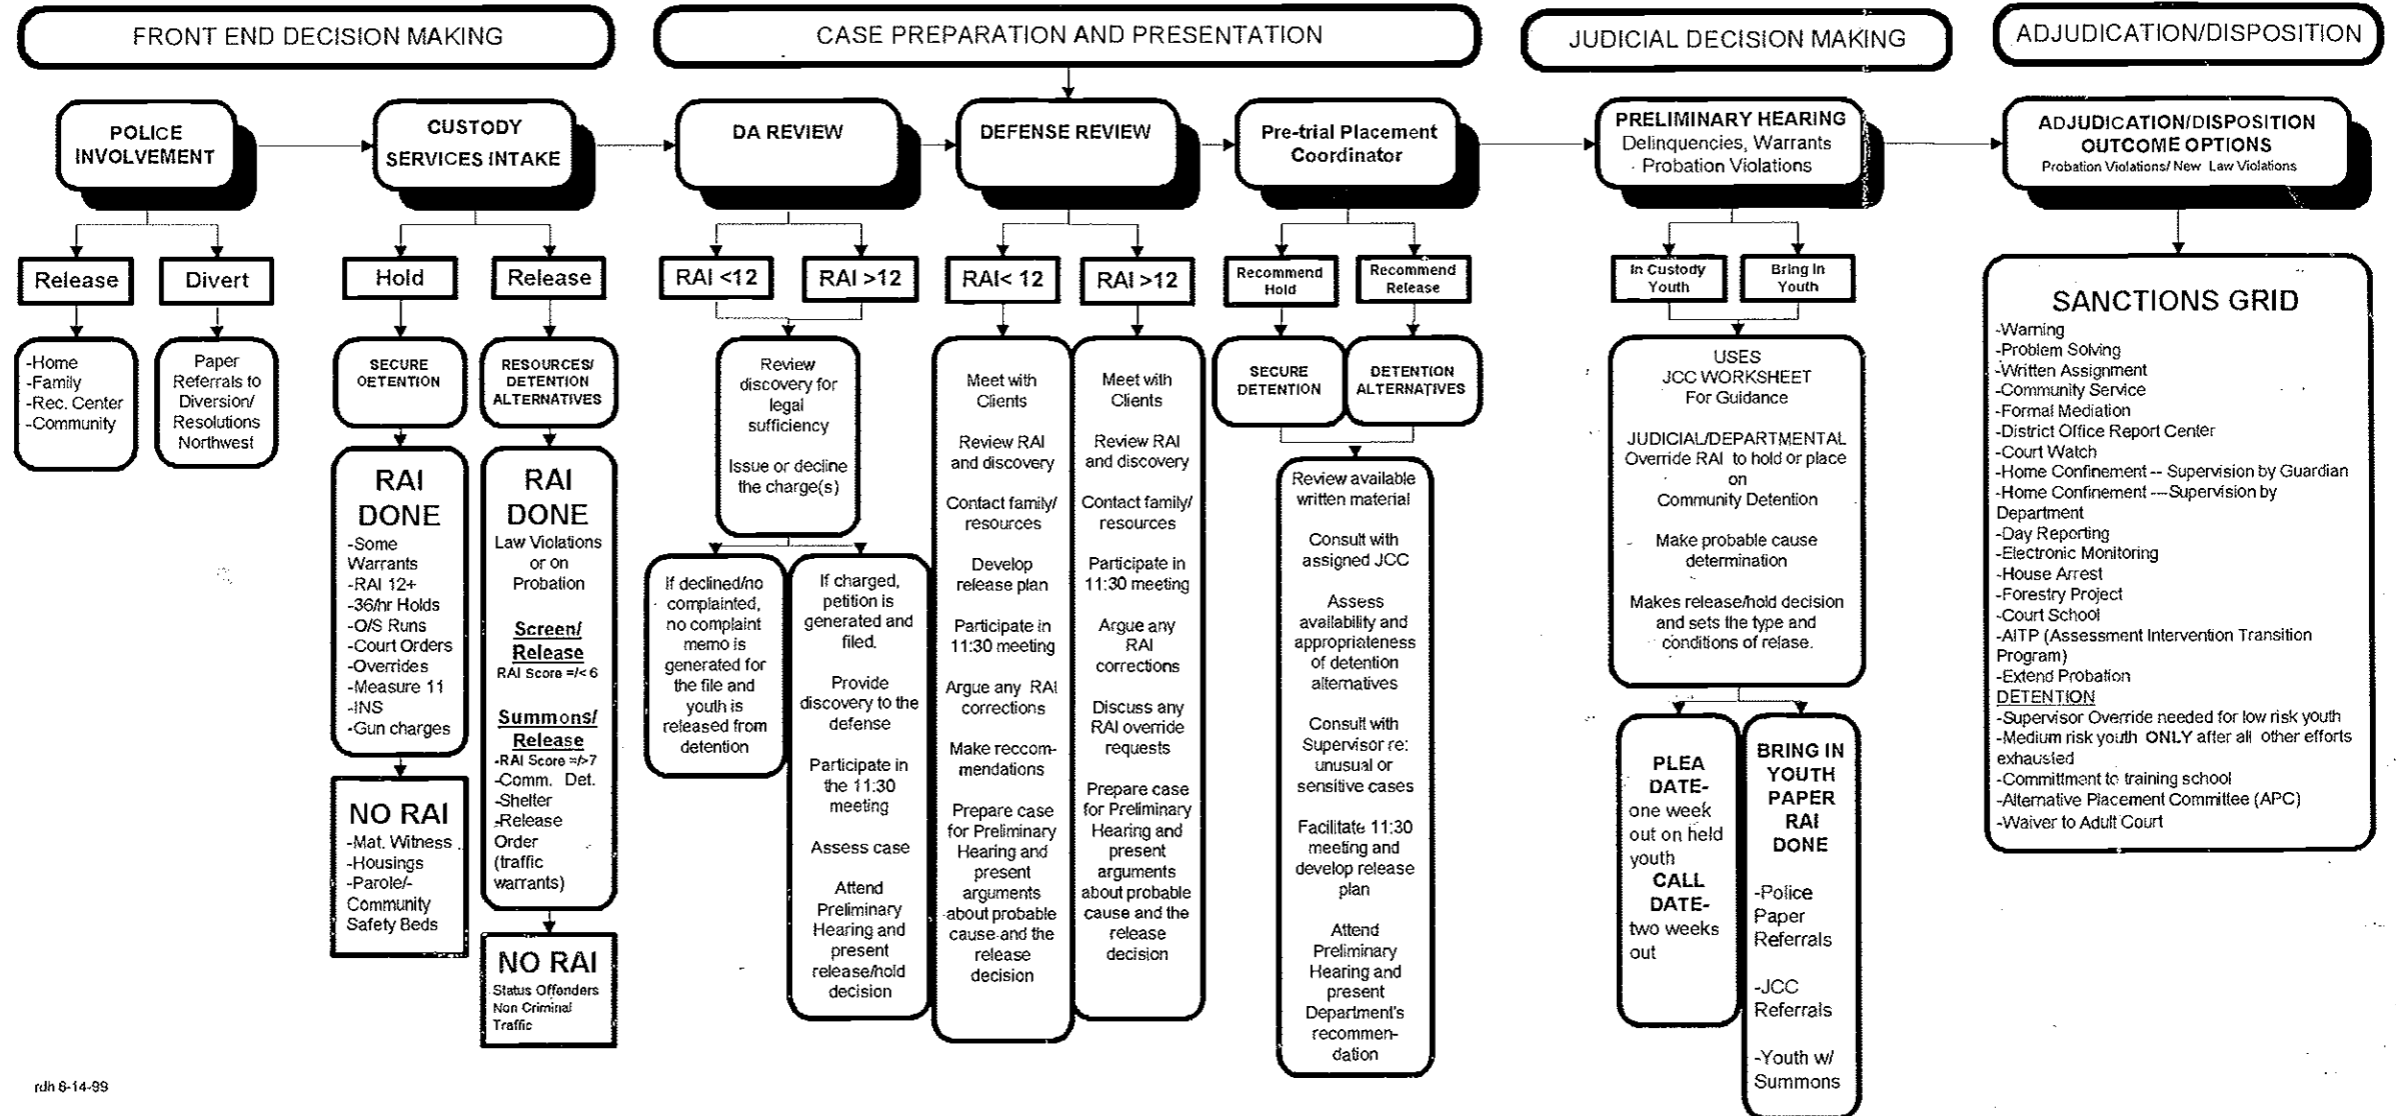 FRONT END DECISION MAKING
CASE PREPARATION AND PRESENTATION
JUDICIAL DECISION MAKING
ADJUDICATION/DISPOSITION
POLICE
INVOLVEMENT
CUSTODY
SERVICES INTAKE
DA REVIEW
DEFENSE REVIEW
Pre-trial Placement
Coordinator
PRELIMINARY HEARING
Delinquencies, Warrants
Probation Violations
ADJUDICATION/DISPOSITION
OUTCOME OPTIONS
Probation Violations/ New Law Violations
Release
Divert
Hold
Release
RAI <12
RAI >12
RAI< 12
RAI >12
Recommend
Hold
Recommend
Release
In Custody
Youth
Bring In
Youth
-Home
-Family
-Rec. Center
-Community
Paper
Referrals to
Diversion/
Resolutions
Northwest
SECURE
DETENTION
RAI
DONE
-Some
Warrants
-RAI 12+
-36/hr Holds
-O/S Runs
-Court Orders
-Overrides
-Measure 11
-INS
-Gun charges
NO RAI
-Mat. Witness
-Housings
-Parole/-
Community
Safety Beds
RESOURCES/
DETENTION
ALTERNATIVES
RAI
DONE
Law Violations
or on
Probation
Screen/
Release
RAI Score =/< 6
Summons/
Release
-RAI Score =/>7
-Comm. Det.
-Shelter
-Release
Order
(traffic
warrants)
NO RAI
Status Offenders
Non Criminal
Traffic
Review
discovery for
legal
sufficiency
Issue or decline
the charge(s)
If declined/no
complainted,
no complaint
memo is
generated for
the file and
youth is
released from
detention
If charged,
petition is
generated and
filed.
Provide
discovery to the
defense
Participate in
the 11:30
meeting
Assess case
Attend
Preliminary
Hearing and
present
release/hold
decision
Meet with
Clients
Review RAI
and discovery
Contact family/
resources
Develop
release plan
Participate in
11:30 meeting
Argue any RAI
corrections
Make reccom-
mendations
Prepare case
for Preliminary
Hearing and
present
arguments
about probable
cause and the
release
decision
Meet with
Clients
Review RAI
and discovery
Contact family/
resources
Participate in
11:30 meeting
Argue any
RAI
corrections
Discuss any
RAI override
requests
Prepare case
for Preliminary
Hearing and
present
arguments
about probable
cause and the
release
decision
SECURE
DETENTION
DETENTION
ALTERNATIVES
Review available
written material
Consult with
assigned JCC
Assess
availability and
appropriateness
of detention
alternatives
Consult with
Supervisor re:
unusual or
sensitive cases
Facilitate 11:30
meeting and
develop release
plan
Attend
Preliminary
Hearing and
present
Department's
recommen-
dation
USES
JCC WORKSHEET
For Guidance
JUDICIAL/DEPARTMENTAL
Override RAI to hold or place
on
Community Detention
Make probable cause
determination
Makes release/hold decision
and sets the type and
conditions of relase.
PLEA
DATE-
one week
out on held
youth
CALL
DATE-
two weeks
out
BRING IN
YOUTH
PAPER
RAI
DONE
-Police
Paper
Referrals
-JCC
Referrals
-Youth w/
Summons
SANCTIONS GRID
-Warning
-Problem Solving
-Written Assignment
-Community Service
-Formal Mediation
-District Office Report Center
-Court Watch
-Home Confinement -- Supervision by Guardian
-Home Confinement ---Supervision by
Department
-Day Reporting
-Electronic Monitoring
-House Arrest
-Forestry Project
-Court School
-AITP (Assessment Intervention Transition
Program)
-Extend Probation
DETENTION
-Supervisor Override needed for low risk youth
-Medium risk youth ONLY after all other efforts
exhausted
-Committment to training school
-Alternative Placement Committee (APC)
-Waiver to Adult Court
rdh 6-14-99